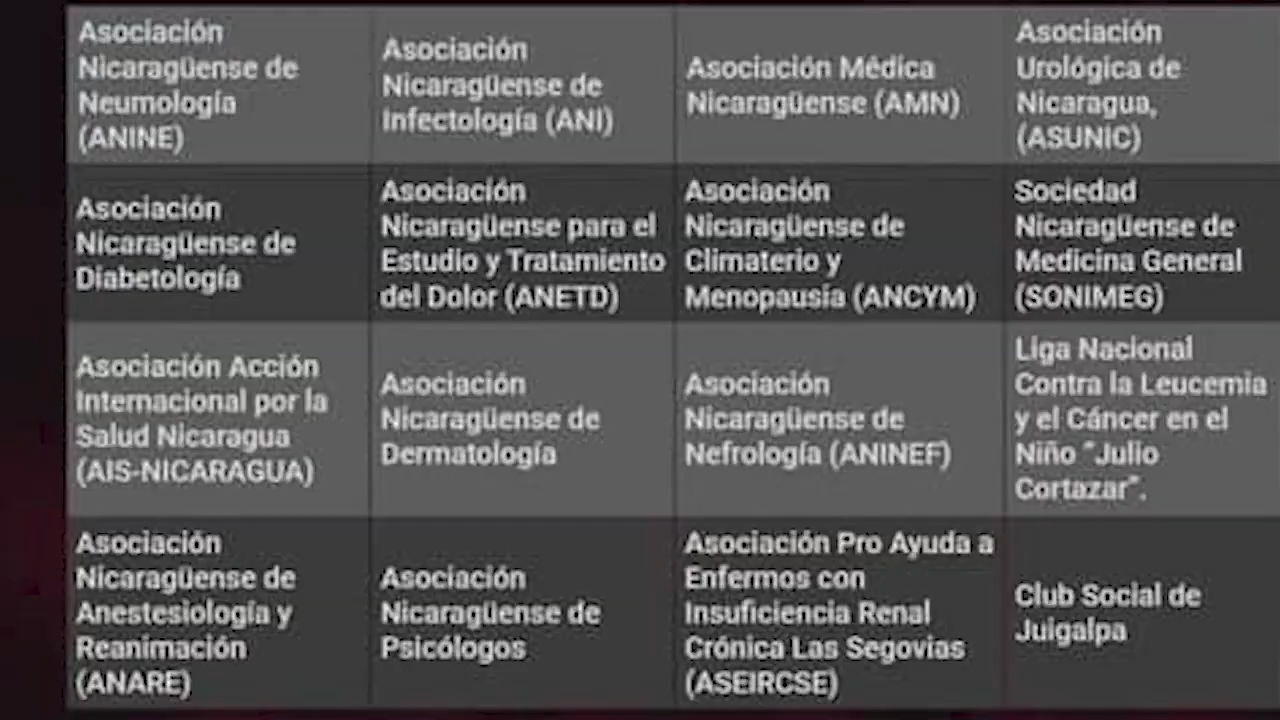 Asociación
Nicaragüense de
Neumología
(ANINE)
Asociación
Nicaragüense de
Infectología (ANI)
Asociación Médica
Nicaragüense (AMN)
Asociación
Urológica de
Nicaragua,
(ASUNIC)
Asociación
Nicaragüense de
Diabetología
Asociación
Nicaragüense para el
Estudio y Tratamiento
del Dolor (ANETD)
Asociación
Nicaragüense de
Climaterio y
Menopausia (ANCYM)
Sociedad
Nicaragüense de
Medicina General
(SONIMEG)
Asociación Acción
Internacional por la
Salud Nicaragua
(AIS-NICARAGUA)
Asociación
Nicaragüense de
Dermatología
Asociación
Nicaragüense de
Nefrología (ANINEF)
Liga Nacional
Contra la Leucemia
y el Cáncer en el
Niño "Julio
Cortazar".
Asociación
Nicaragüense de
Anestesiología y
Reanimación
(ANARE)
Asociación
Nicaragüense de
Psicólogos
Asociación Pro Ayuda a
Enfermos con
Insuficiencia Renal
Crónica Las Segovias
(ASEIRCSE)
Club Social de
Juigalpa